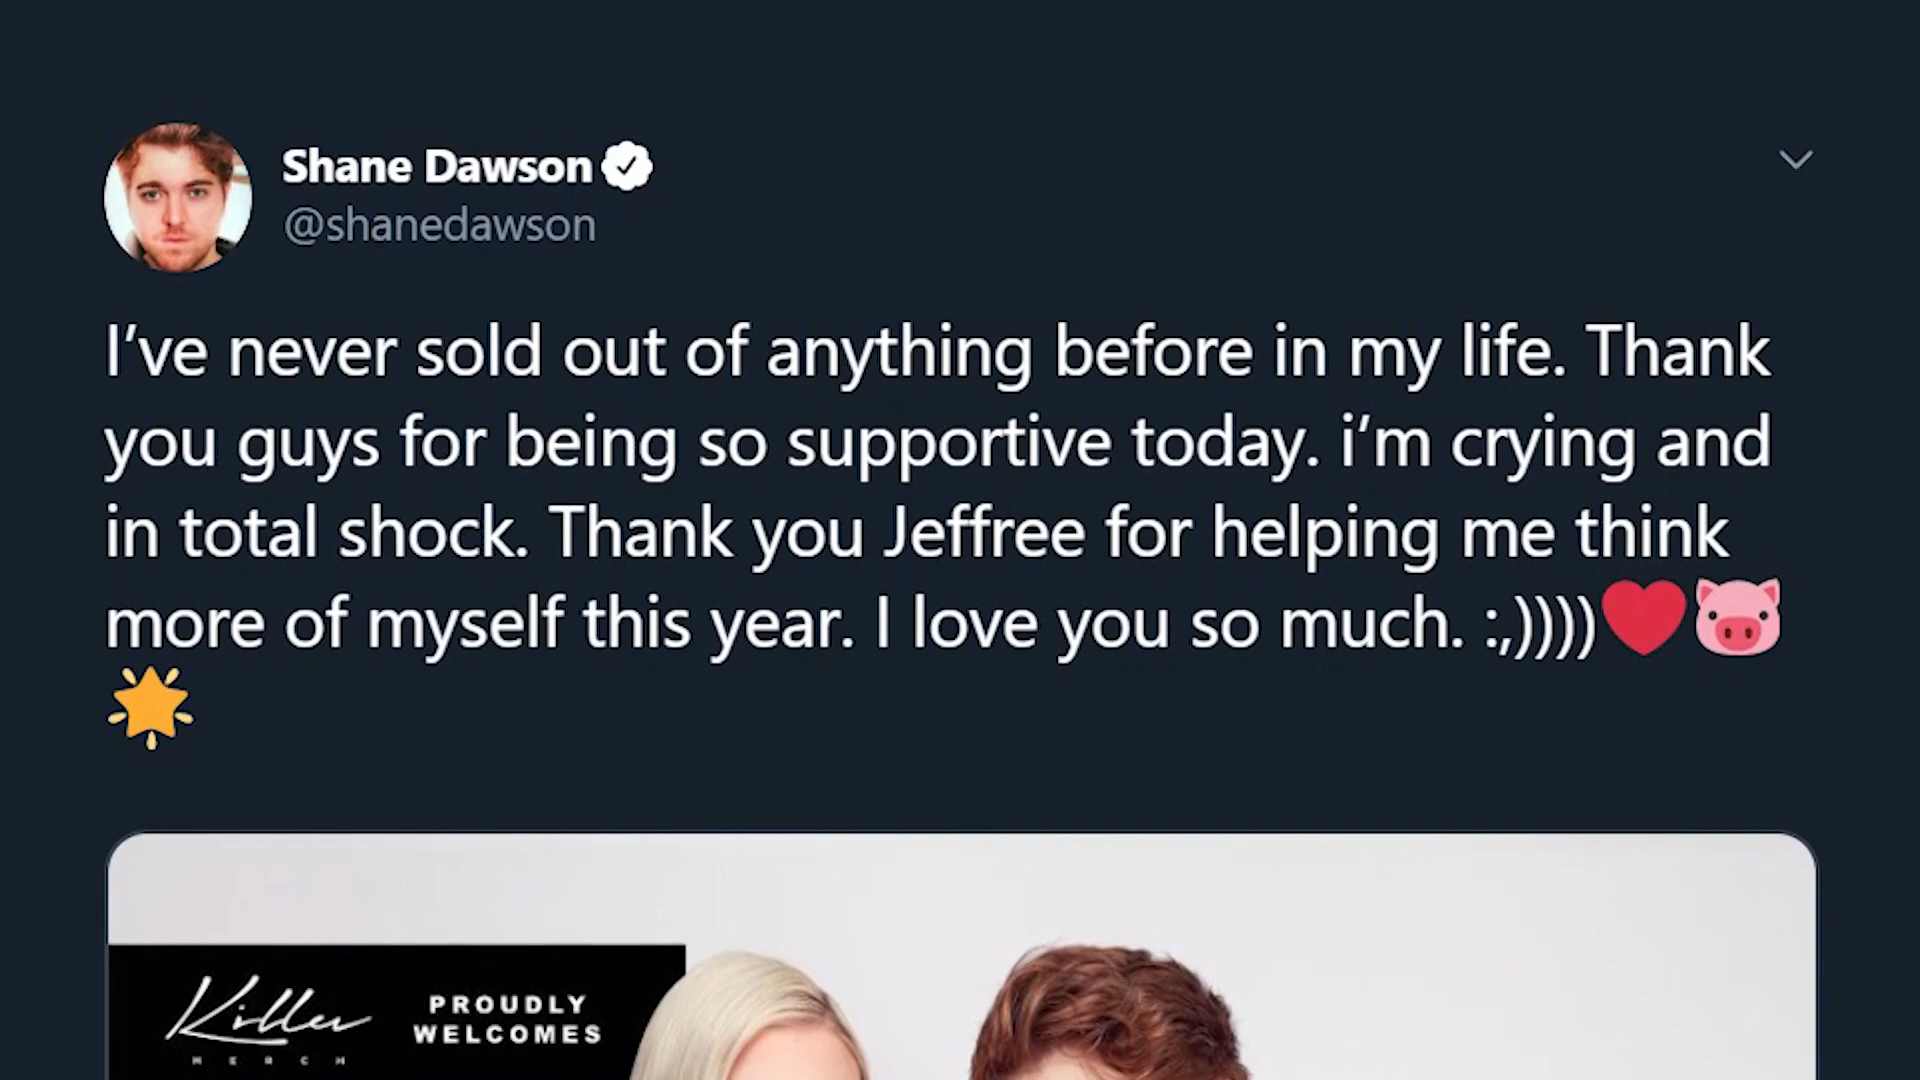 Shane Dawson
@shanedawson
I’ve never sold out of anything before in my life. Thank
you guys for being so supportive today. i’m crying and
in total shock. Thank you Jeffree for helping me think
more of myself this year. I love you so much. :,))))❤️🐷
🌟
Killer
MERCH
PROUDLY
WELCOMES